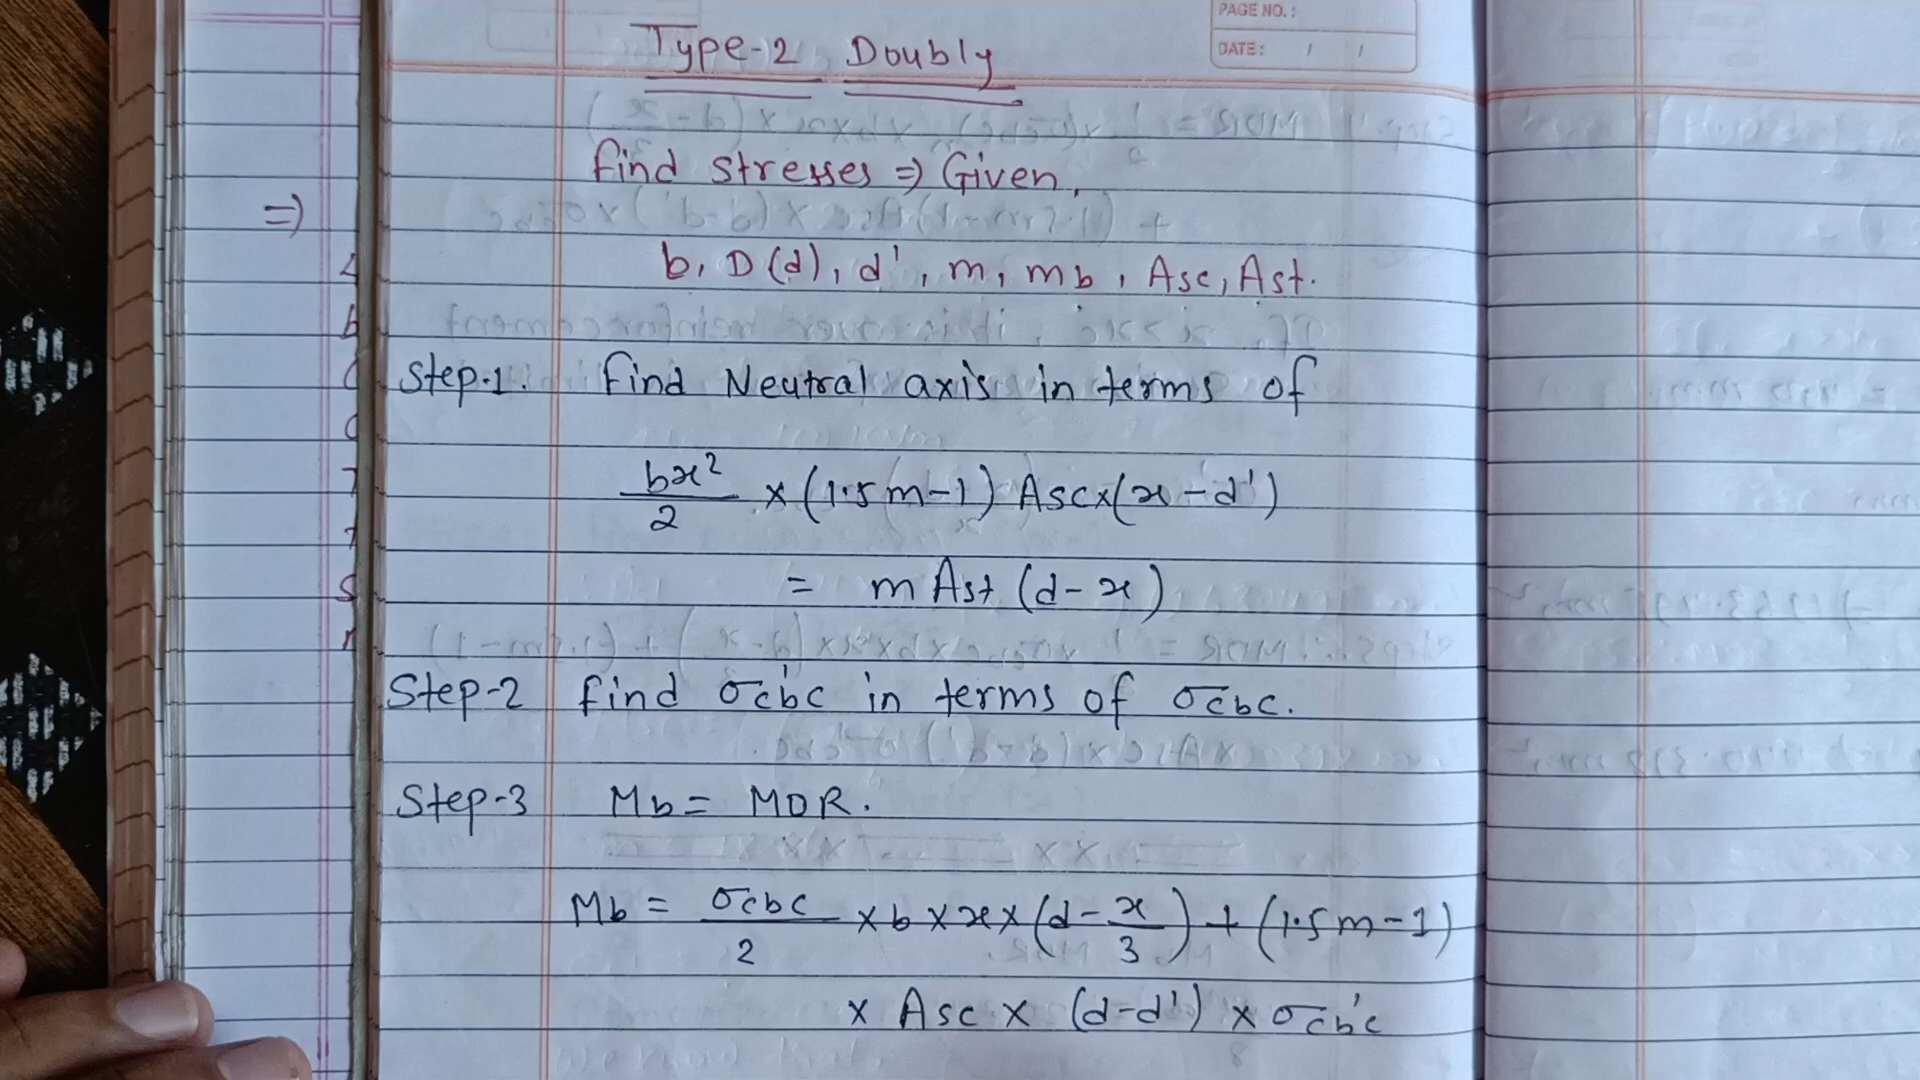 PAGE NO.:
DATE: / /
Type-2 Doubly
find stresses ⇒ Given,
⇒
b, D(d), d', m, mb, Asc, Ast.
Step-1. find Neutral axis in terms of
bx²/2 × (1.5m-1) Asc×(x-d')
= m Ast (d-x)
Step-2 find σcb'c in terms of σcbc.
Step-3 Mb = MOR.
Mb = σcbc/2 × b × x × (d - x/3) + (1.5m-1)
× Asc × (d-d') × σcb'c